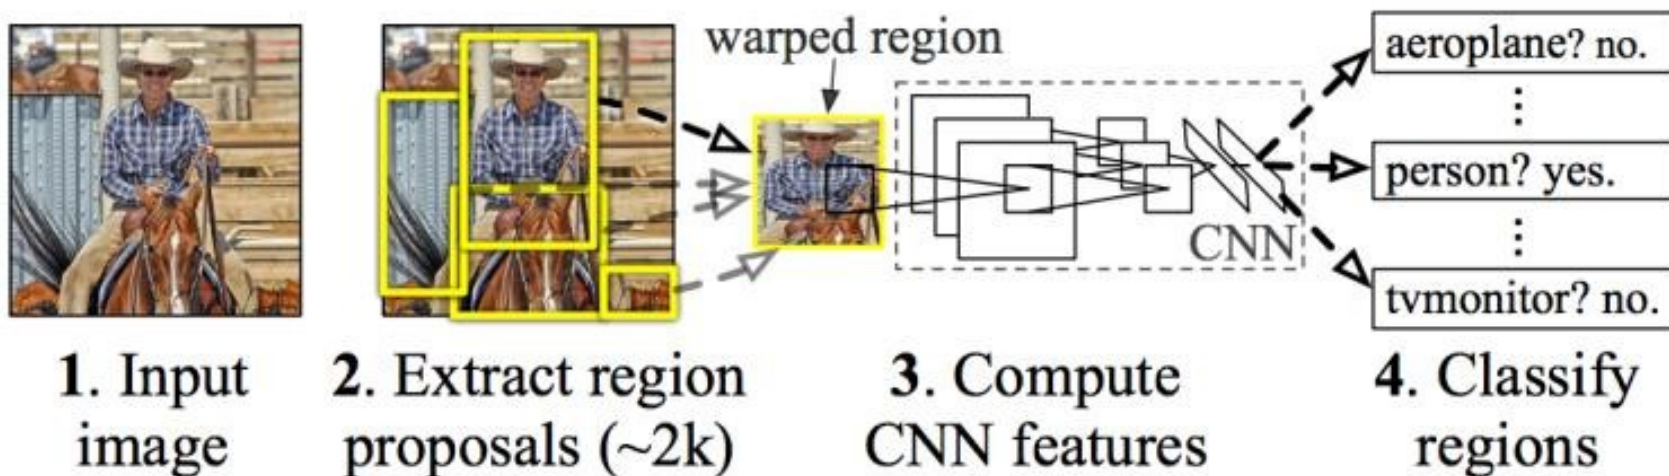 warped region
aeroplane? no.
person? yes.
CNN
tvmonitor? no.
1. Input
image
2. Extract region
proposals (~2k)
3. Compute
CNN features
4. Classify
regions